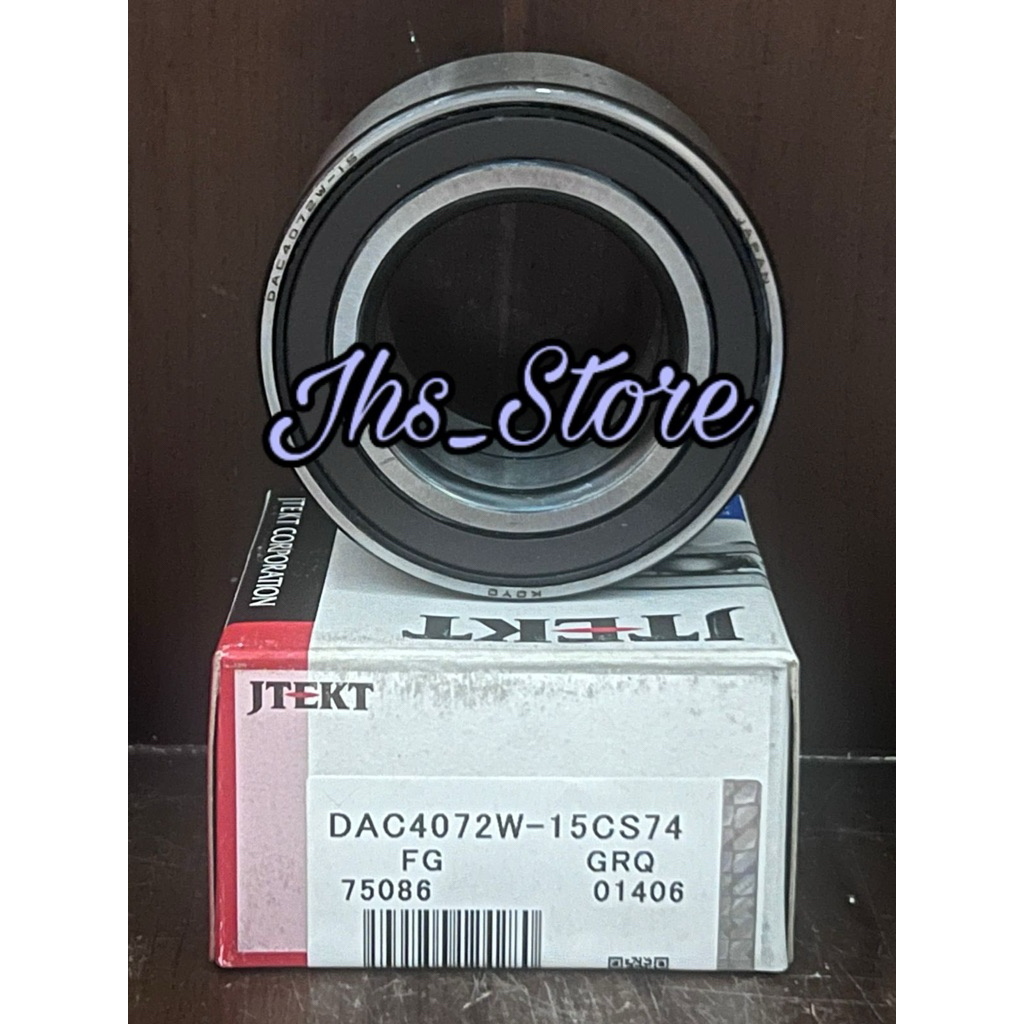 DAC4072W-15
JAPAN
Jhs_Store
KOYO
JTEKT CORPORATION
JTEKT
JTEKT
DAC4072W-15CS74
FG GRQ
75086 01406